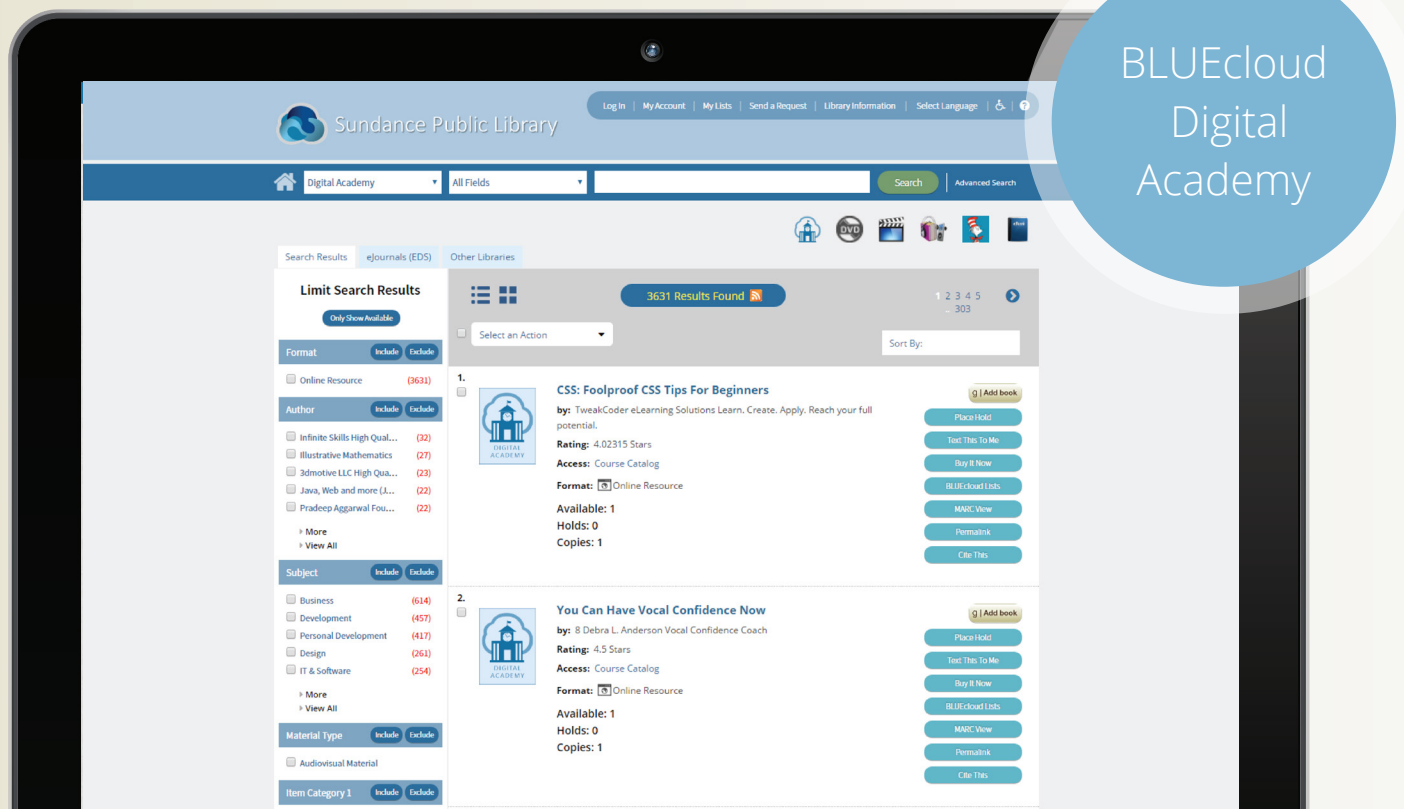 BLUEcloud
Digital
Academy
Sundance Public Library
Log In | My Account | My Lists | Send a Request | Library Information | Select Language | ?
Digital Academy
All Fields
Search
Advanced Search
DVD
Search Results
eJournals (EDS)
Other Libraries
Limit Search Results
Only Show Available
Format Include Exclude
Online Resource (3631)
Author Include Exclude
Infinite Skills High Qual... (32)
Illustrative Mathematics (27)
3dmotive LLC High Qua... (23)
Java, Web and more (J... (22)
Pradeep Aggarwal Fou... (22)
More
View All
Subject Include Exclude
Business (614)
Development (457)
Personal Development (417)
Design (261)
IT & Software (254)
More
View All
Material Type Include Exclude
Audiovisual Material
Item Category 1 Include Exclude
3631 Results Found
1 2 3 4 5
.. 303
Select an Action
Sort By:
1.
DIGITAL
ACADEMY
CSS: Foolproof CSS Tips For Beginners
by: TweakCoder eLearning Solutions Learn. Create. Apply. Reach your full
potential.
Rating: 4.02315 Stars
Access: Course Catalog
Format: Online Resource
Available: 1
Holds: 0
Copies: 1
g | Add book
Place Hold
Text This To Me
Buy It Now
BLUEcloud Lists
MARC View
Permalink
Cite This
2.
DIGITAL
ACADEMY
You Can Have Vocal Confidence Now
by: 8 Debra L. Anderson Vocal Confidence Coach
Rating: 4.5 Stars
Access: Course Catalog
Format: Online Resource
Available: 1
Holds: 0
Copies: 1
g | Add book
Place Hold
Text This To Me
Buy It Now
BLUEcloud Lists
MARC View
Permalink
Cite This